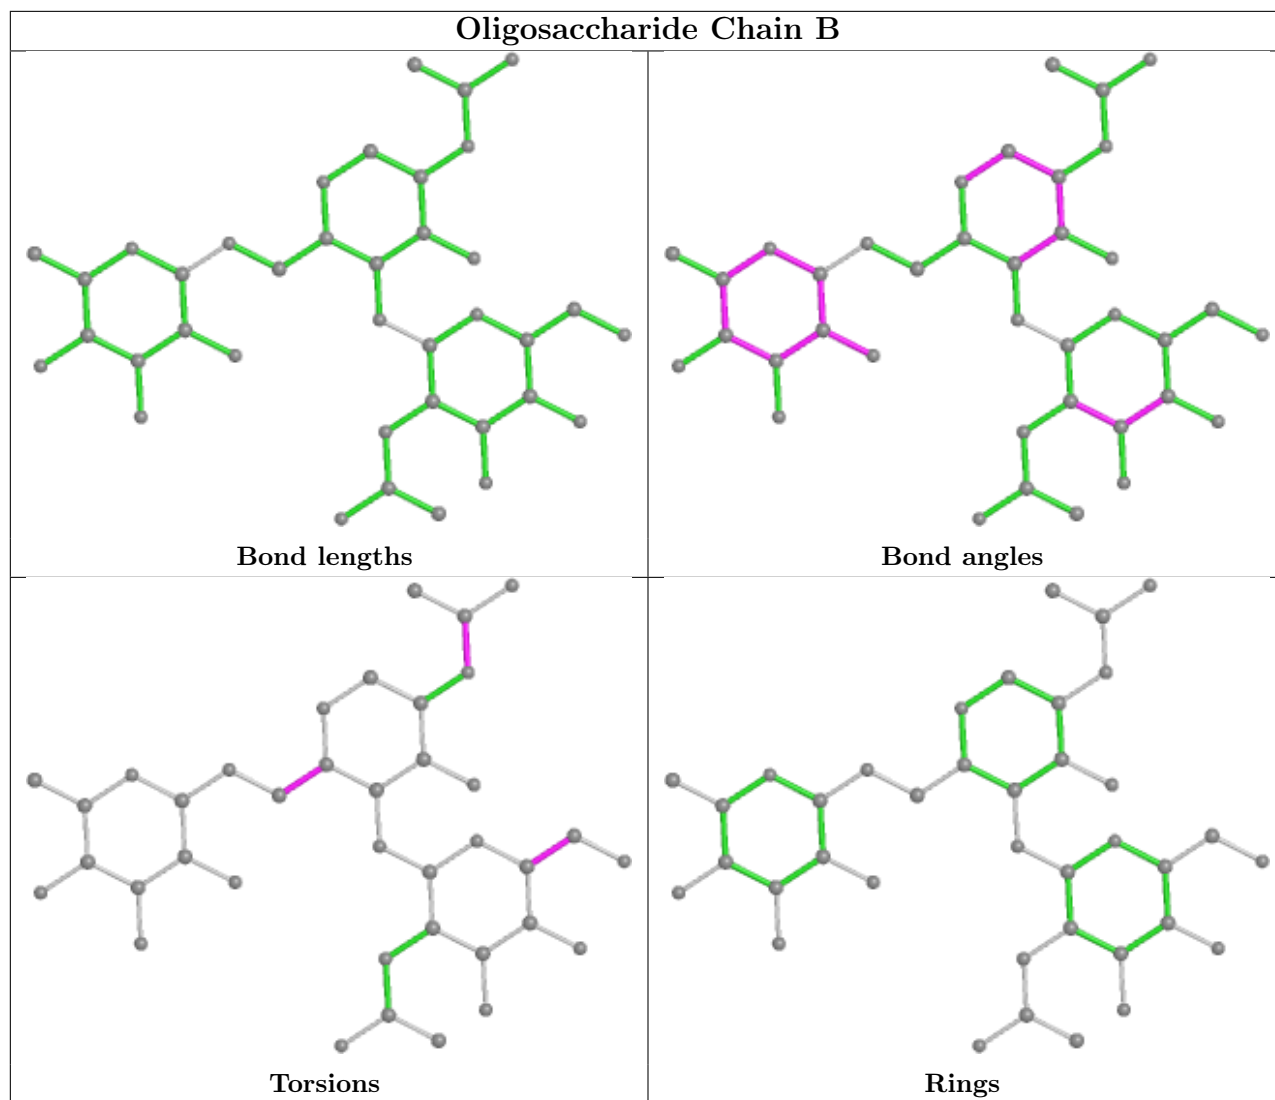 Oligosaccharide Chain B
Bond lengths
Bond angles
Torsions
Rings